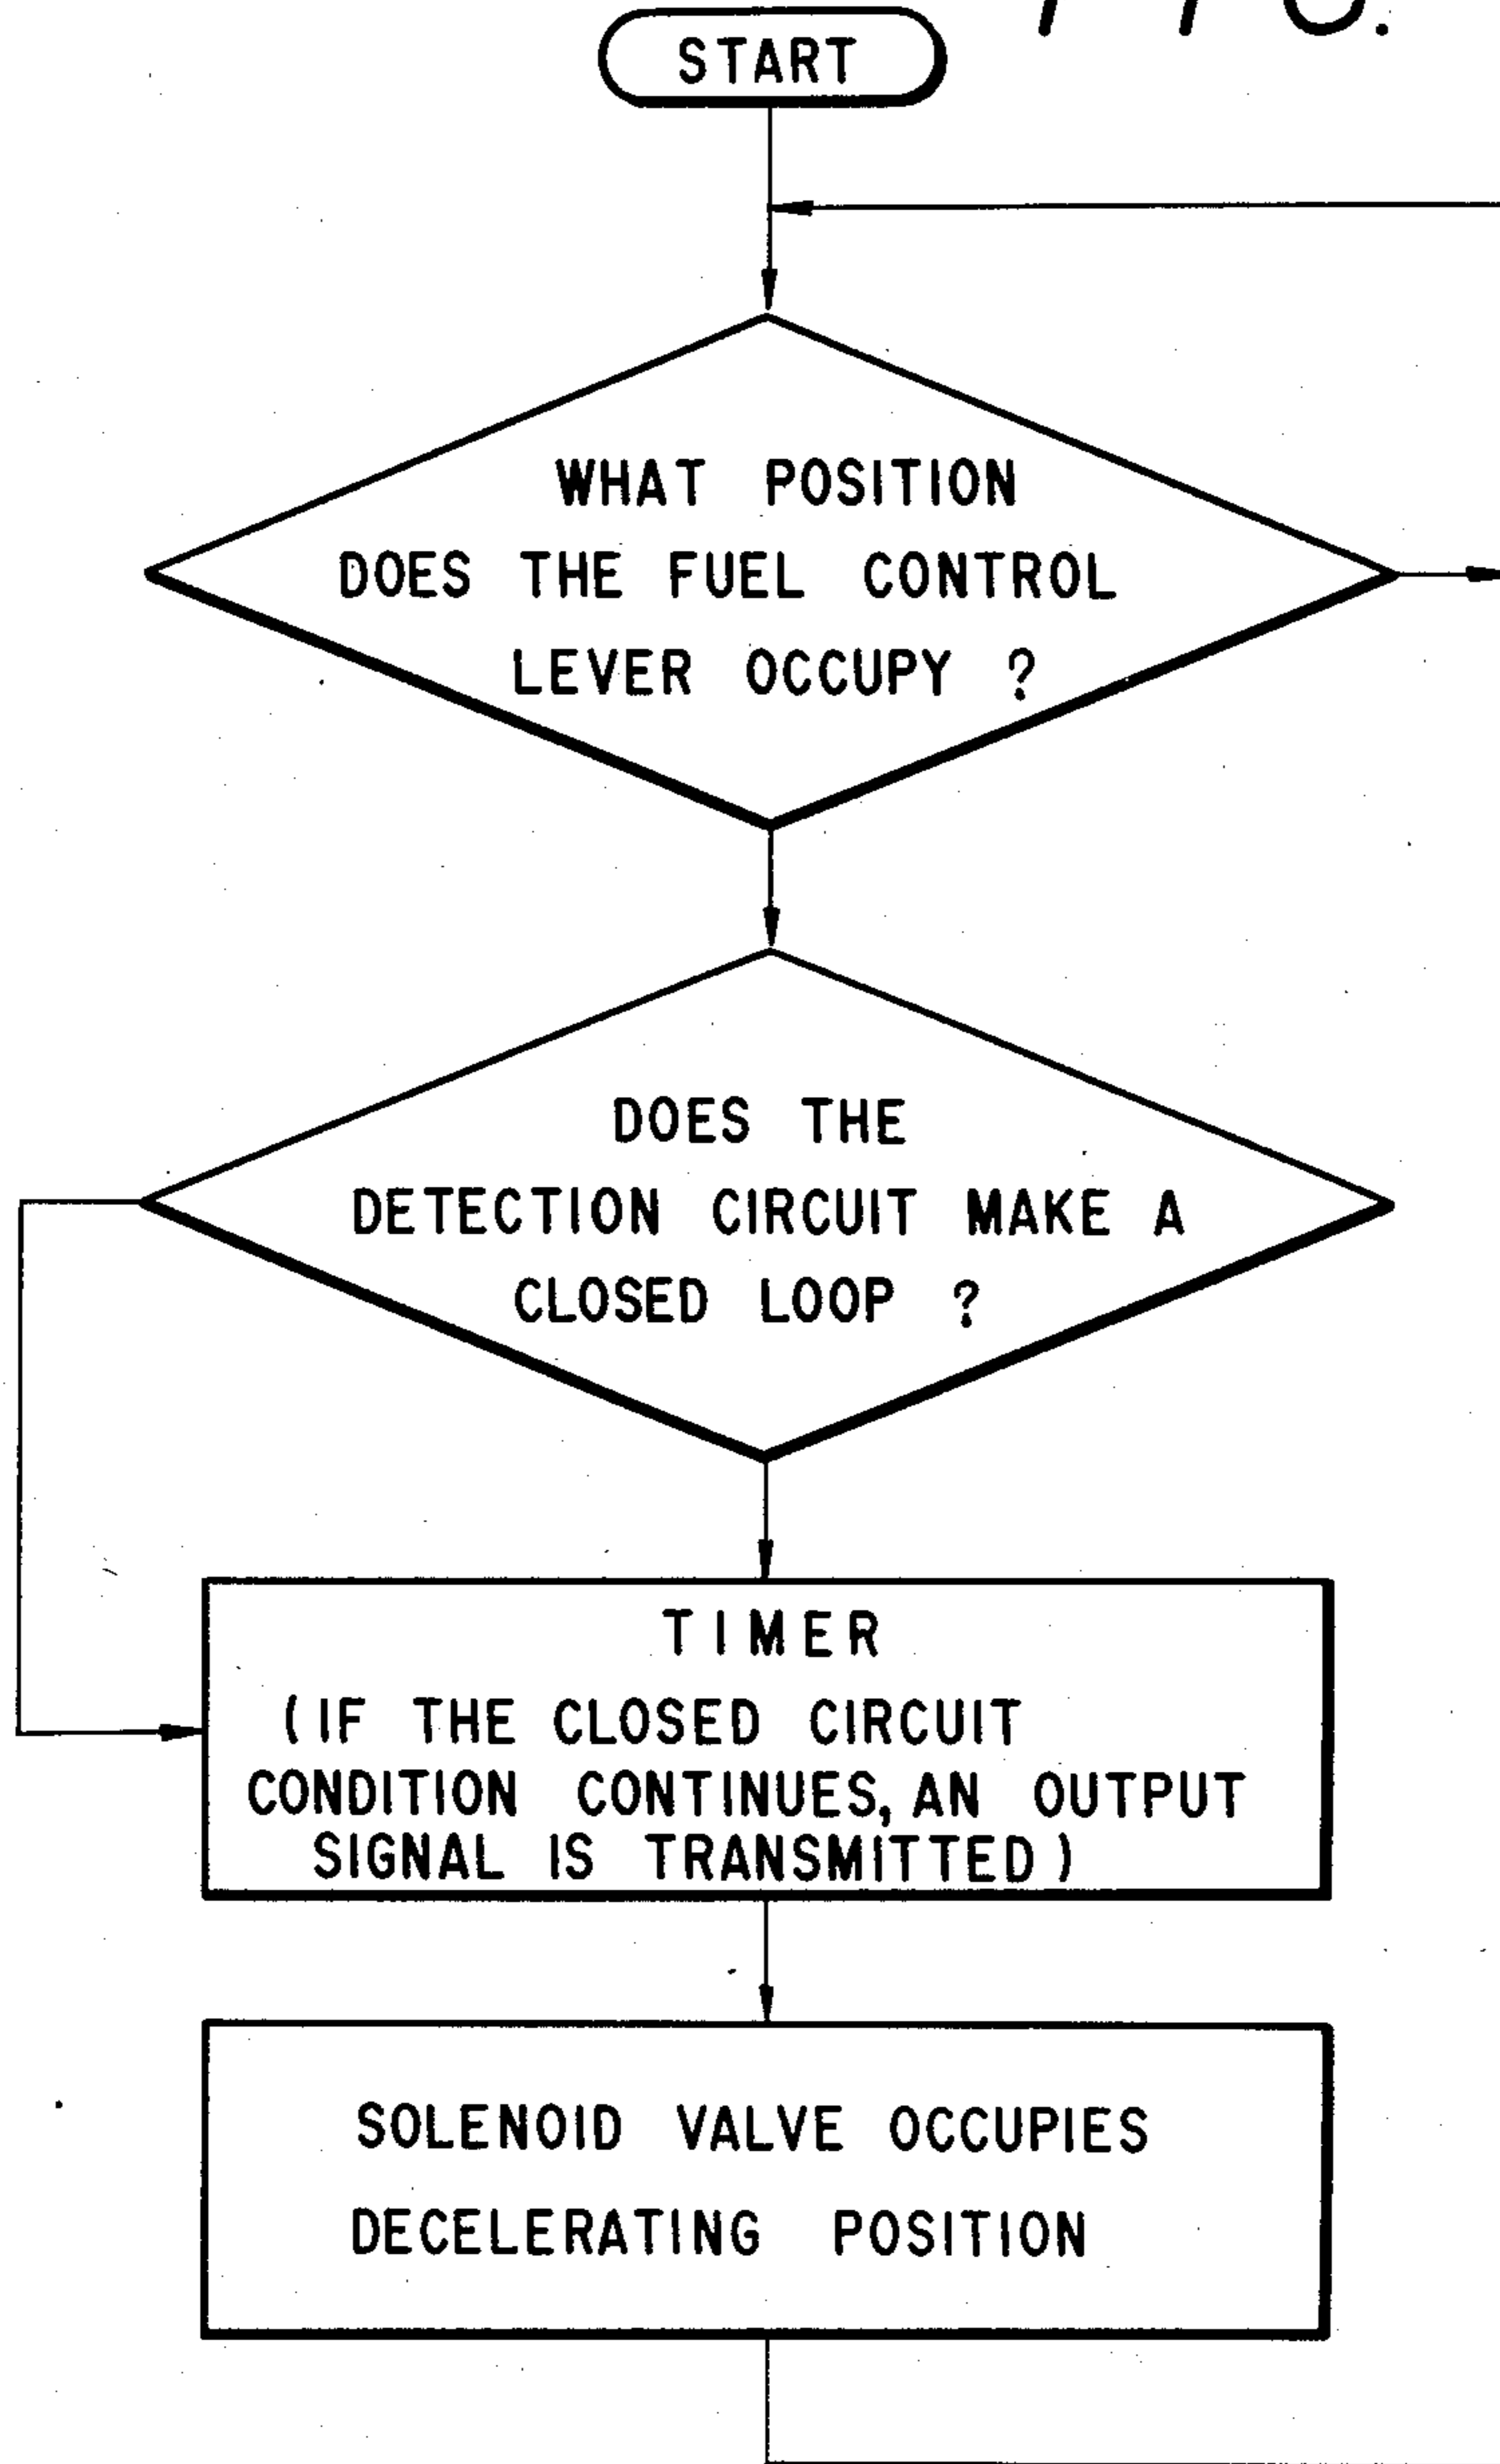 START
WHAT POSITION
DOES THE FUEL CONTROL
LEVER OCCUPY ?
DOES THE
DETECTION CIRCUIT MAKE A
CLOSED LOOP ?
TIMER
(IF THE CLOSED CIRCUIT
CONDITION CONTINUES, AN OUTPUT
SIGNAL IS TRANSMITTED)
SOLENOID VALVE OCCUPIES
DECELERATING POSITION